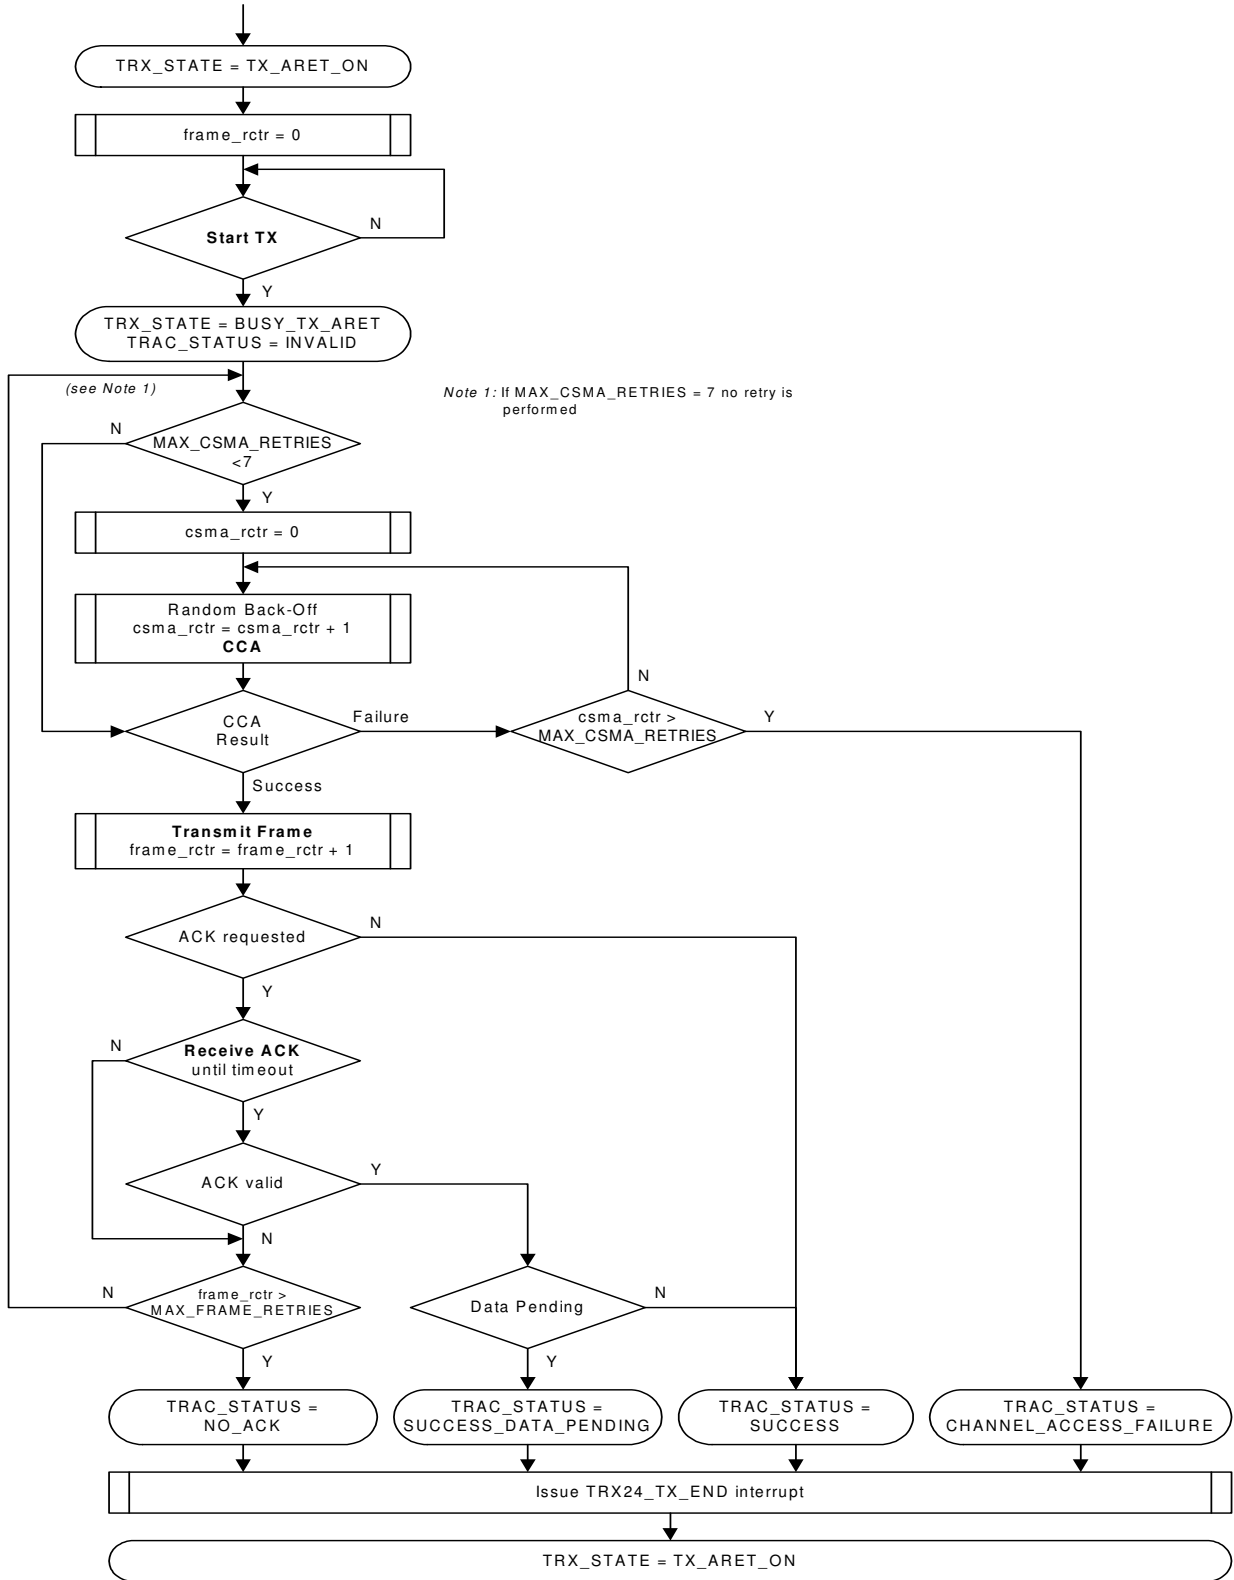 TRX_STATE = TX_ARET_ON
frame_rctr = 0
N
Start TX
Y
TRX_STATE = BUSY_TX_ARET
TRAC_STATUS = INVALID
(see Note 1)
Note 1: If MAX_CSMA_RETRIES = 7 no retry is
performed
N
MAX_CSMA_RETRIES
<7
Y
csma_rctr = 0
Random Back-Off
csma_rctr = csma_rctr + 1
CCA
N
CCA
Result
Failure
csma_rctr >
MAX_CSMA_RETRIES
Y
Success
Transmit Frame
frame_rctr = frame_rctr + 1
ACK requested
N
Y
N
Receive ACK
until timeout
Y
ACK valid
Y
N
N
frame_rctr >
MAX_FRAME_RETRIES
Data Pending
N
Y
Y
TRAC_STATUS =
NO_ACK
TRAC_STATUS =
SUCCESS_DATA_PENDING
TRAC_STATUS =
SUCCESS
TRAC_STATUS =
CHANNEL_ACCESS_FAILURE
Issue TRX24_TX_END interrupt
TRX_STATE = TX_ARET_ON